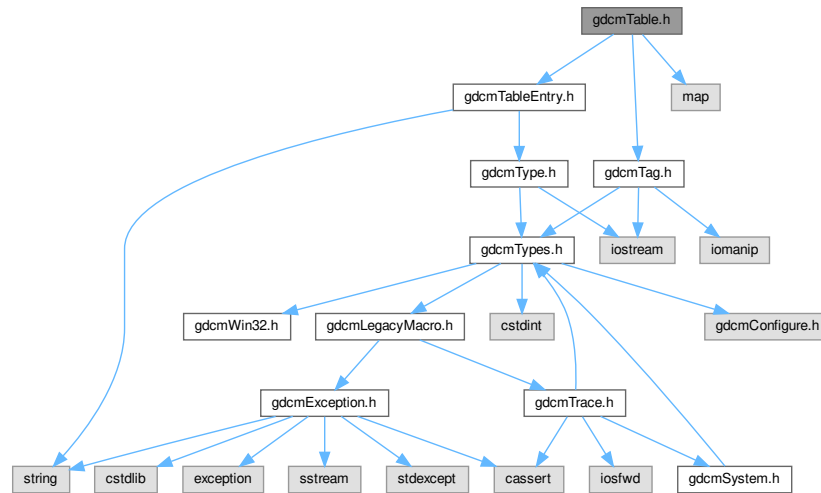 gdcmTable.h
gdcmTableEntry.h
map
gdcmType.h
gdcmTag.h
gdcmTypes.h
iostream
iomanip
gdcmWin32.h
gdcmLegacyMacro.h
cstdint
gdcmConfigure.h
gdcmException.h
gdcmTrace.h
string
cstdlib
exception
sstream
stdexcept
cassert
iosfwd
gdcmSystem.h